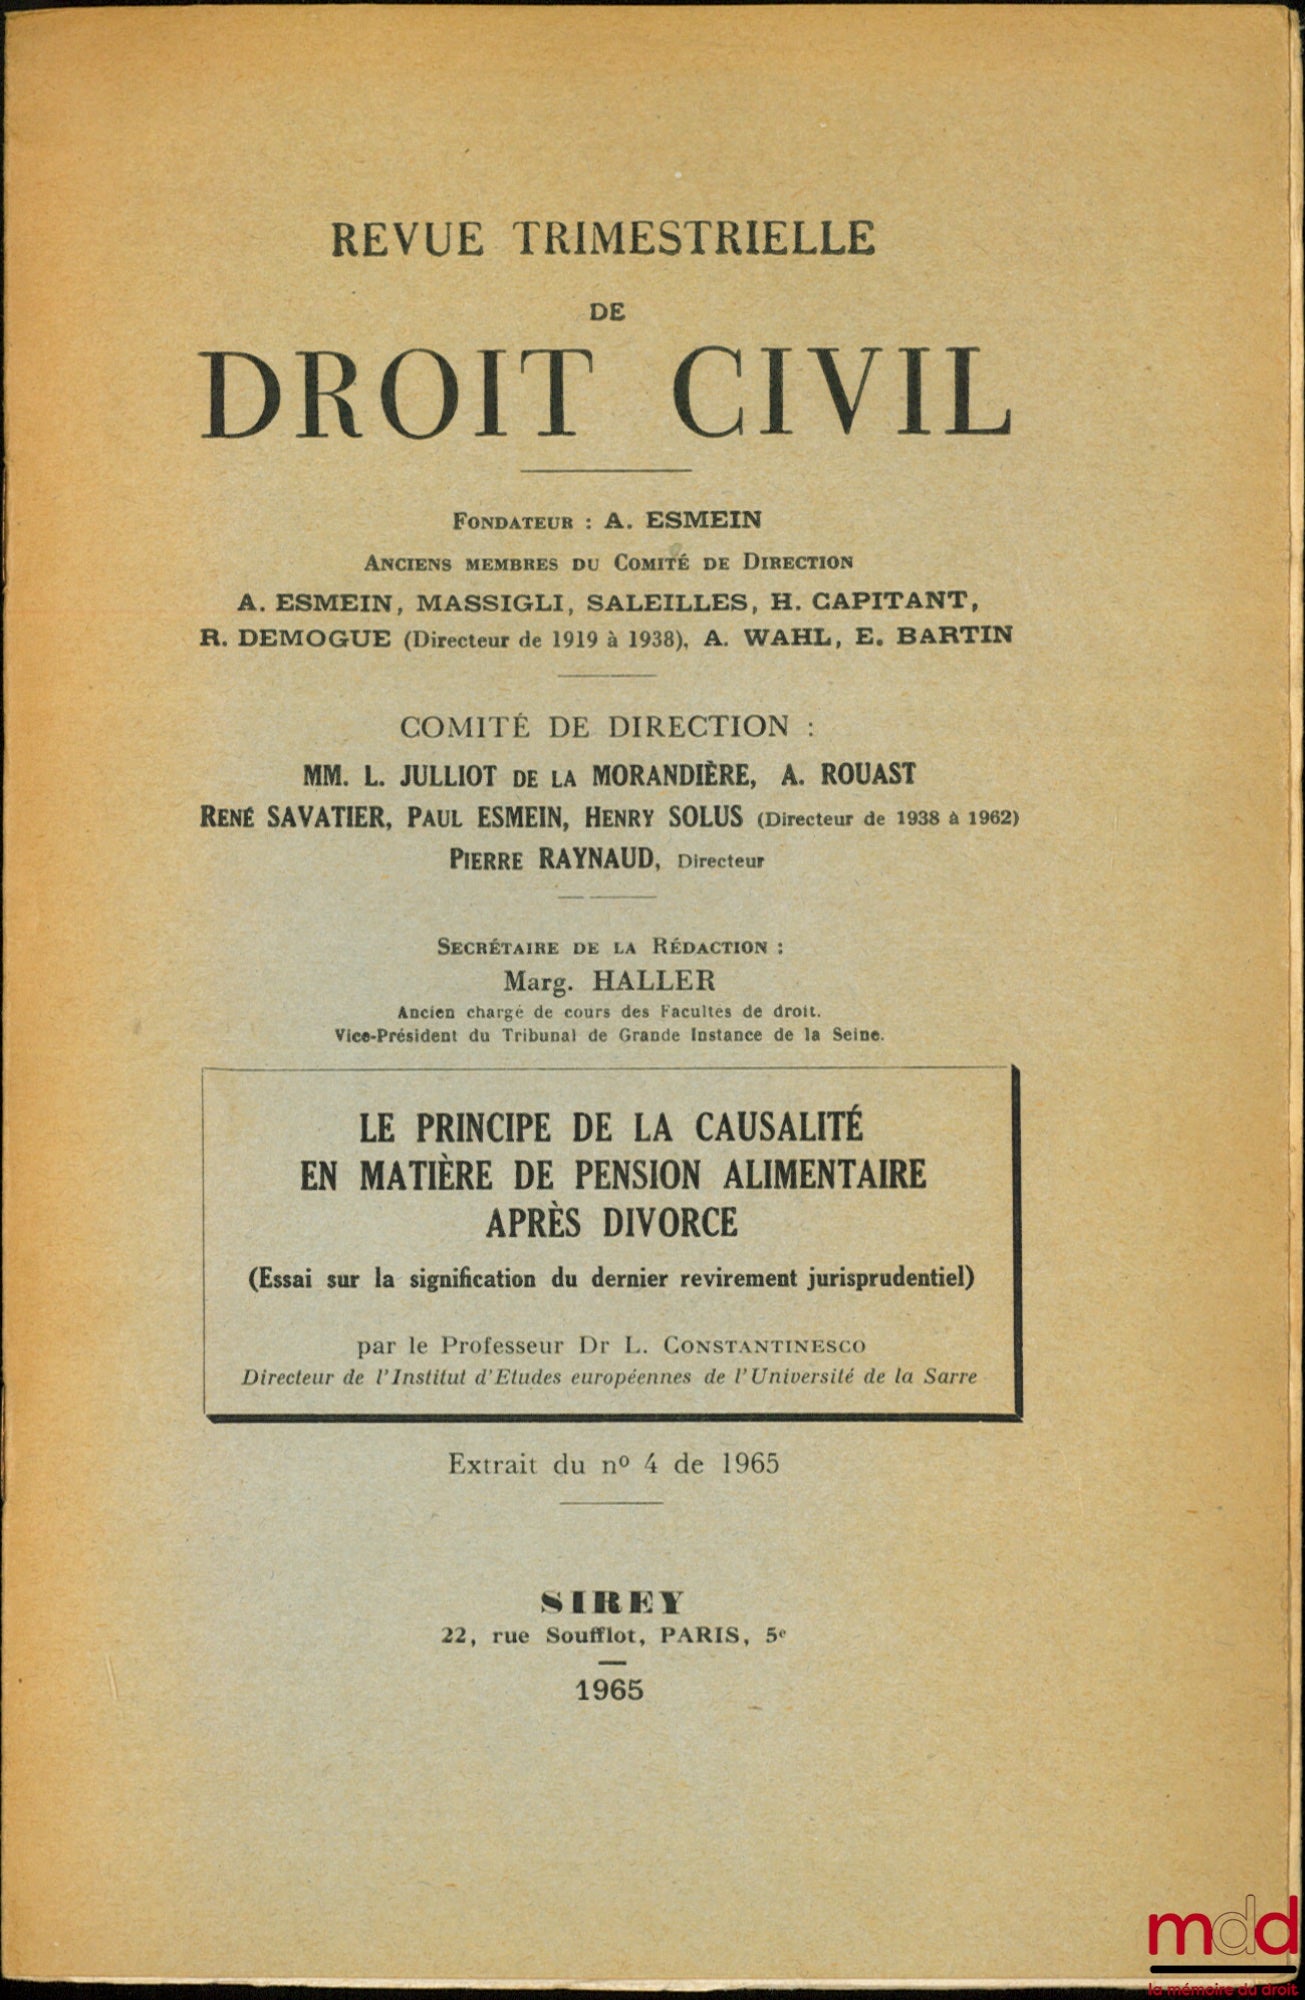 REVUE TRIMESTRIELLE
DE
DROIT CIVIL
FONDATEUR : A. ESMEIN
ANCIENS MEMBRES DU COMITÉ DE DIRECTION
A. ESMEIN, MASSIGLI, SALEILLES, H. CAPITANT,
R. DEMOGUE (Directeur de 1919 à 1938), A. WAHL, E. BARTIN
COMITÉ DE DIRECTION :
MM. L. JULLIOT DE LA MORANDIÈRE, A. ROUAST
RENÉ SAVATIER, PAUL ESMEIN, HENRY SOLUS (Directeur de 1938 à 1962)
PIERRE RAYNAUD, Directeur
SECRÉTAIRE DE LA RÉDACTION :
Marg. HALLER
Ancien chargé de cours des Facultés de droit.
Vice-Président du Tribunal de Grande Instance de la Seine.
LE PRINCIPE DE LA CAUSALITÉ
EN MATIÈRE DE PENSION ALIMENTAIRE
APRÈS DIVORCE
(Essai sur la signification du dernier revirement jurisprudentiel)
par le Professeur Dr L. CONSTANTINESCO
Directeur de l'Institut d'Etudes européennes de l'Université de la Sarre
Extrait du nº 4 de 1965
SIREY
22, rue Soufflot, PARIS, 5e
1965
mdd
la mémoire du droit